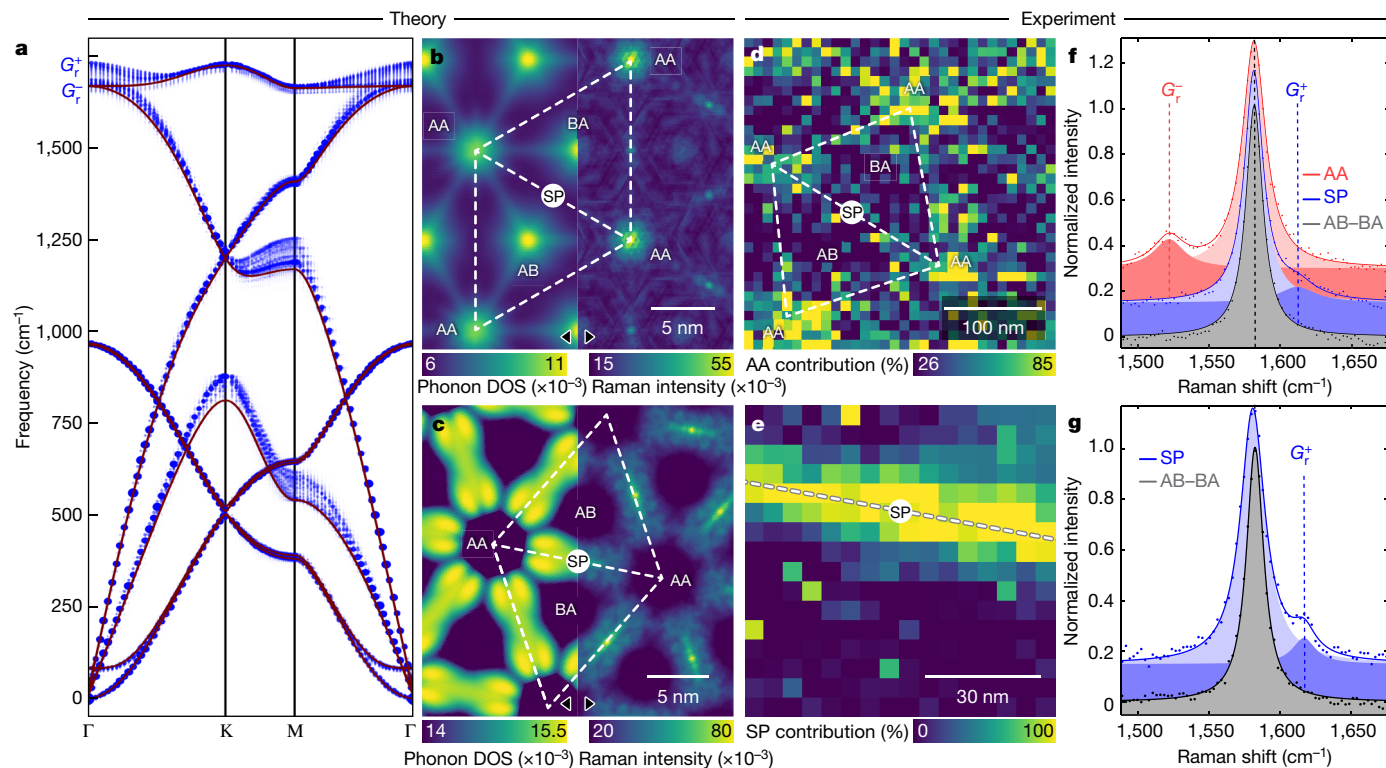 Theory
Experiment
a
G_r^+
G_r^-
1,500
1,250
1,000
750
500
250
0
Frequency (cm⁻¹)
Γ K M Γ
b
AA
AA
BA
SP
AB
AA
AA
5 nm
6 11 15 55
Phonon DOS (×10⁻³) Raman intensity (×10⁻³)
c
AB
AA
SP
AA
BA
5 nm
14 15.5 20 80
Phonon DOS (×10⁻³) Raman intensity (×10⁻³)
d
AA
AA
BA
SP
AB
AA
AA
100 nm
AA contribution (%) 26 85
e
SP
30 nm
SP contribution (%) 0 100
f
G_r^-
G_r^+
AA
SP
AB–BA
1.2
1.0
0.8
0.6
0.4
0.2
0
Normalized intensity
1,500 1,550 1,600 1,650
Raman shift (cm⁻¹)
g
SP
AB–BA
G_r^+
1.0
0.8
0.6
0.4
0.2
0
Normalized intensity
1,500 1,550 1,600 1,650
Raman shift (cm⁻¹)